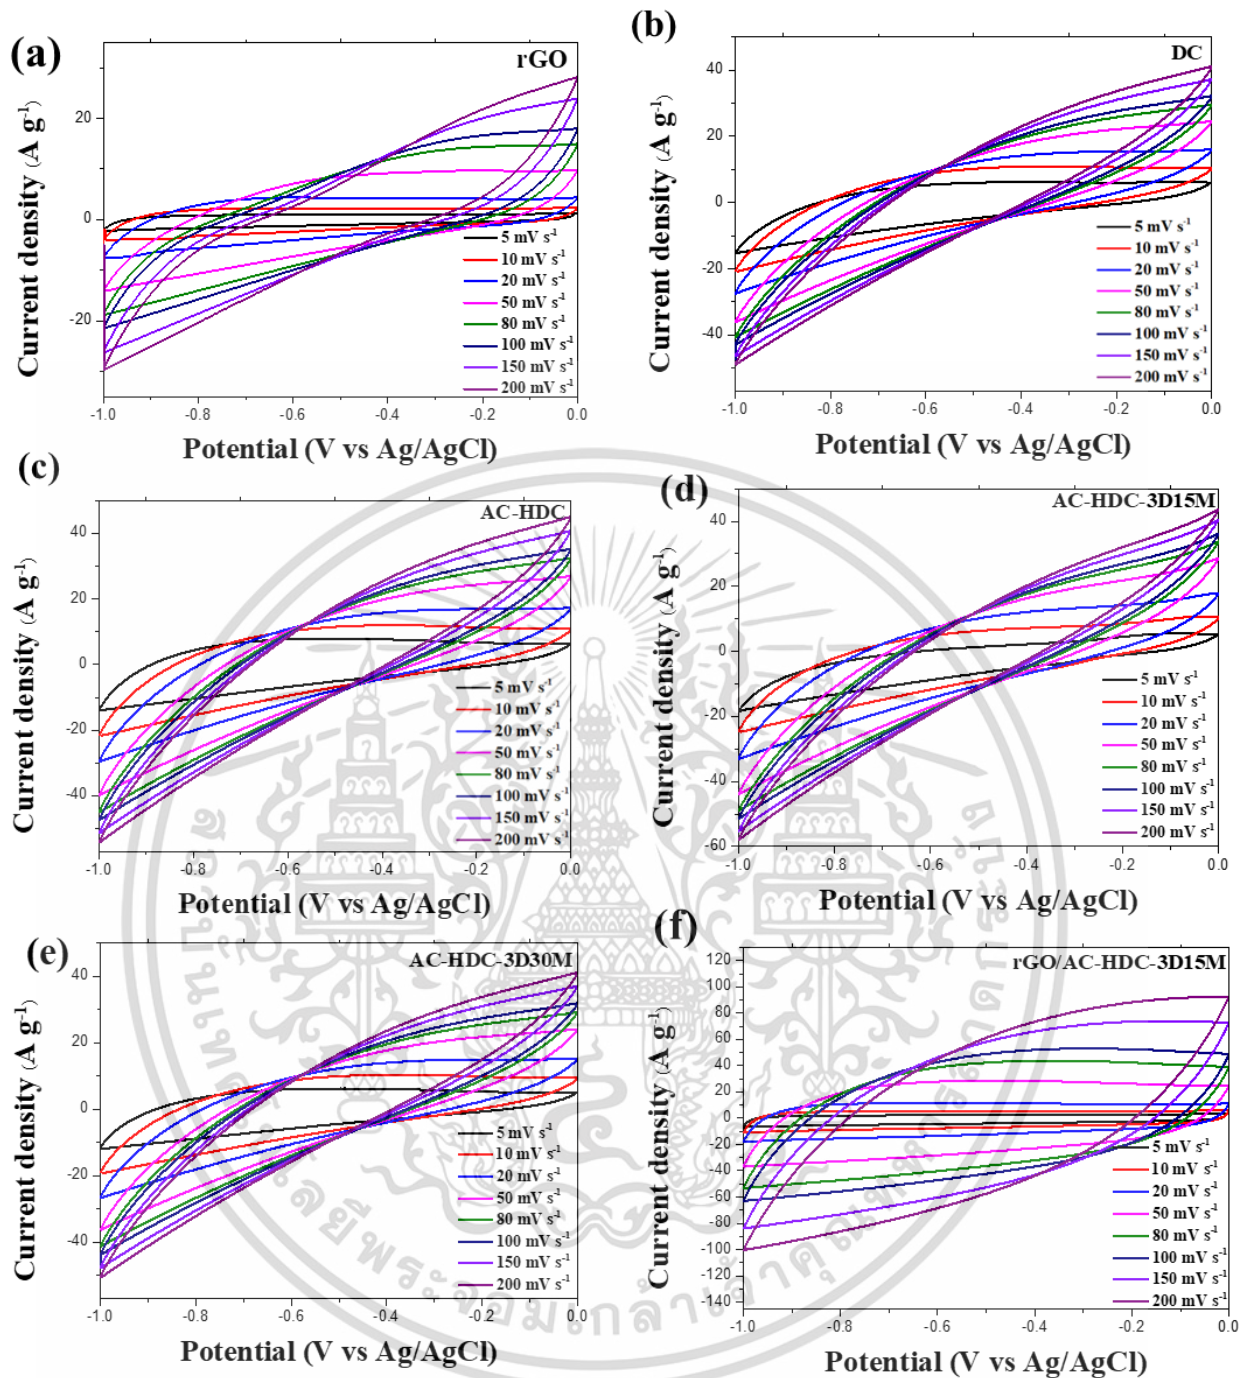 (a)
rGO
Current density (A g⁻¹)
20
0
-20
-1.0 -0.8 -0.6 -0.4 -0.2 0.0
5 mV s⁻¹
10 mV s⁻¹
20 mV s⁻¹
50 mV s⁻¹
80 mV s⁻¹
100 mV s⁻¹
150 mV s⁻¹
200 mV s⁻¹
Potential (V vs Ag/AgCl)
(b)
DC
Current density (A g⁻¹)
40
20
0
-20
-40
-1.0 -0.8 -0.6 -0.4 -0.2 0.0
5 mV s⁻¹
10 mV s⁻¹
20 mV s⁻¹
50 mV s⁻¹
80 mV s⁻¹
100 mV s⁻¹
150 mV s⁻¹
200 mV s⁻¹
Potential (V vs Ag/AgCl)
(c)
AC-HDC
Current density (A g⁻¹)
40
20
0
-20
-40
-1.0 -0.8 -0.6 -0.4 -0.2 0.0
5 mV s⁻¹
10 mV s⁻¹
20 mV s⁻¹
50 mV s⁻¹
80 mV s⁻¹
100 mV s⁻¹
150 mV s⁻¹
200 mV s⁻¹
Potential (V vs Ag/AgCl)
(d)
AC-HDC-3D15M
Current density (A g⁻¹)
40
20
0
-20
-40
-60
-1.0 -0.8 -0.6 -0.4 -0.2 0.0
5 mV s⁻¹
10 mV s⁻¹
20 mV s⁻¹
50 mV s⁻¹
80 mV s⁻¹
100 mV s⁻¹
150 mV s⁻¹
200 mV s⁻¹
Potential (V vs Ag/AgCl)
(e)
AC-HDC-3D30M
Current density (A g⁻¹)
40
20
0
-20
-40
-1.0 -0.8 -0.6 -0.4 -0.2 0.0
5 mV s⁻¹
10 mV s⁻¹
20 mV s⁻¹
50 mV s⁻¹
80 mV s⁻¹
100 mV s⁻¹
150 mV s⁻¹
200 mV s⁻¹
Potential (V vs Ag/AgCl)
(f)
rGO/AC-HDC-3D15M
Current density (A g⁻¹)
120
100
80
60
40
20
0
-20
-40
-60
-80
-100
-120
-140
-1.0 -0.8 -0.6 -0.4 -0.2 0.0
5 mV s⁻¹
10 mV s⁻¹
20 mV s⁻¹
50 mV s⁻¹
80 mV s⁻¹
100 mV s⁻¹
150 mV s⁻¹
200 mV s⁻¹
Potential (V vs Ag/AgCl)